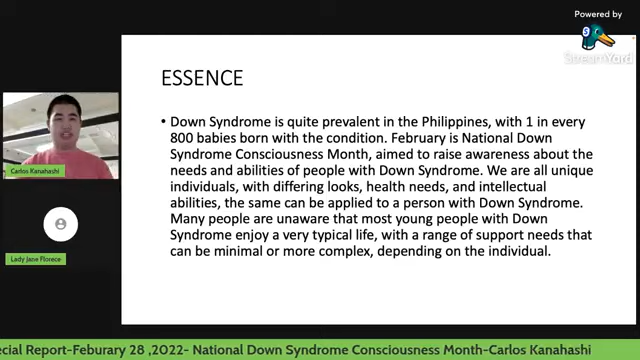 Powered by
StreamYard
ESSENCE
• Down Syndrome is quite prevalent in the Philippines, with 1 in every
800 babies born with the condition. February is National Down
Syndrome Consciousness Month, aimed to raise awareness about the
needs and abilities of people with Down Syndrome. We are all unique
individuals, with differing looks, health needs, and intellectual
abilities, the same can be applied to a person with Down Syndrome.
Many people are unaware that most young people with Down
Syndrome enjoy a very typical life, with a range of support needs that
can be minimal or more complex, depending on the individual.
Carlos Kanahashi
Lady Jane Florece
ecial Report-Feburary 28 ,2022- National Down Syndrome Consciousness Month-Carlos Kanahashi